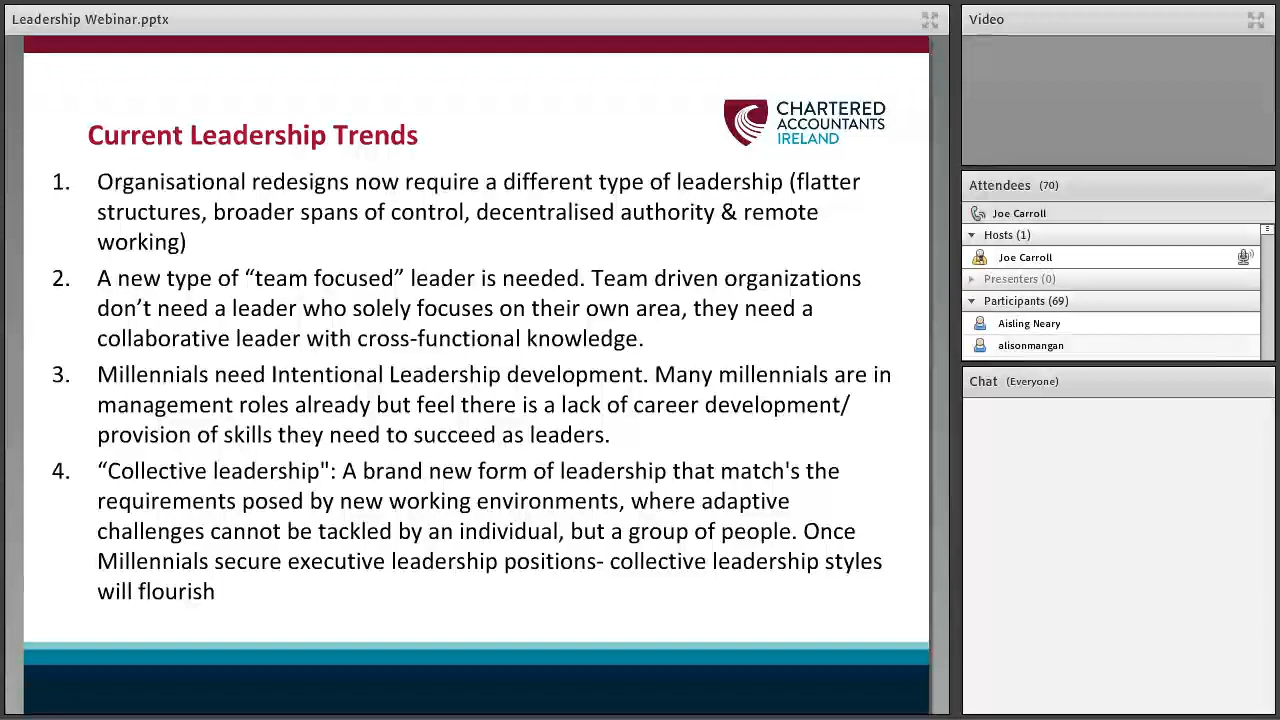 Leadership Webinar.pptx
Current Leadership Trends
CHARTERED
ACCOUNTANTS
IRELAND
1. Organisational redesigns now require a different type of leadership (flatter
structures, broader spans of control, decentralised authority & remote
working)
2. A new type of “team focused” leader is needed. Team driven organizations
don’t need a leader who solely focuses on their own area, they need a
collaborative leader with cross-functional knowledge.
3. Millennials need Intentional Leadership development. Many millennials are in
management roles already but feel there is a lack of career development/
provision of skills they need to succeed as leaders.
4. “Collective leadership": A brand new form of leadership that match's the
requirements posed by new working environments, where adaptive
challenges cannot be tackled by an individual, but a group of people. Once
Millennials secure executive leadership positions- collective leadership styles
will flourish
Video
Attendees (70)
Joe Carroll
Hosts (1)
Joe Carroll
Presenters (0)
Participants (69)
Aisling Neary
alisonmangan
Chat (Everyone)